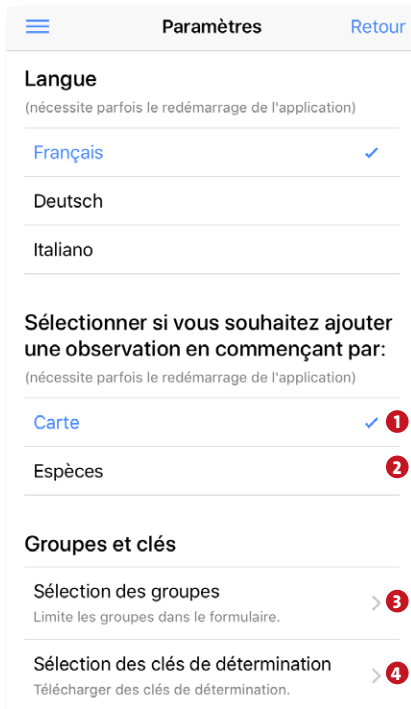 Paramètres Retour
Langue
(nécessite parfois le redémarrage de l'application)
Français
Deutsch
Italiano
Sélectionner si vous souhaitez ajouter
une observation en commençant par:
(nécessite parfois le redémarrage de l'application)
Carte 1
Espèces 2
Groupes et clés
Sélection des groupes
Limite les groupes dans le formulaire. 3
Sélection des clés de détermination
Télécharger des clés de détermination. 4